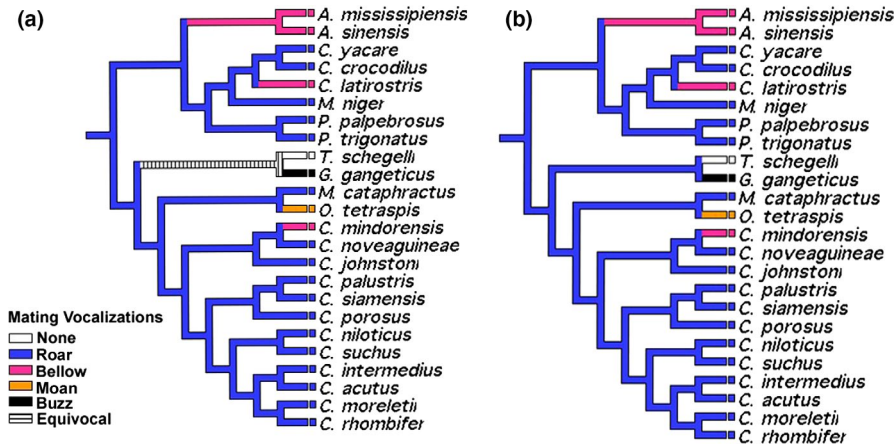 (a)
A. mississipiensis
A. sinensis
C. yacare
C. crocodilus
C. latirostris
M. niger
P. palpebrosus
P. trigonatus
T. schegelli
G. gangeticus
M. cataphractus
O. tetraspis
C. mindorensis
C. noveaguineae
C. johnstoni
C. palustris
C. siamensis
C. porosus
C. niloticus
C. suchus
C. intermedius
C. acutus
C. moreletii
C. rhombifer
Mating Vocalizations
None
Roar
Bellow
Moan
Buzz
Equivocal
(b)
A. mississipiensis
A. sinensis
C. yacare
C. crocodilus
C. latirostris
M. niger
P. palpebrosus
P. trigonatus
T. schegelli
G. gangeticus
M. cataphractus
O. tetraspis
C. mindorensis
C. noveaguineae
C. johnstoni
C. palustris
C. siamensis
C. porosus
C. niloticus
C. suchus
C. intermedius
C. acutus
C. moreletii
C. rhombifer